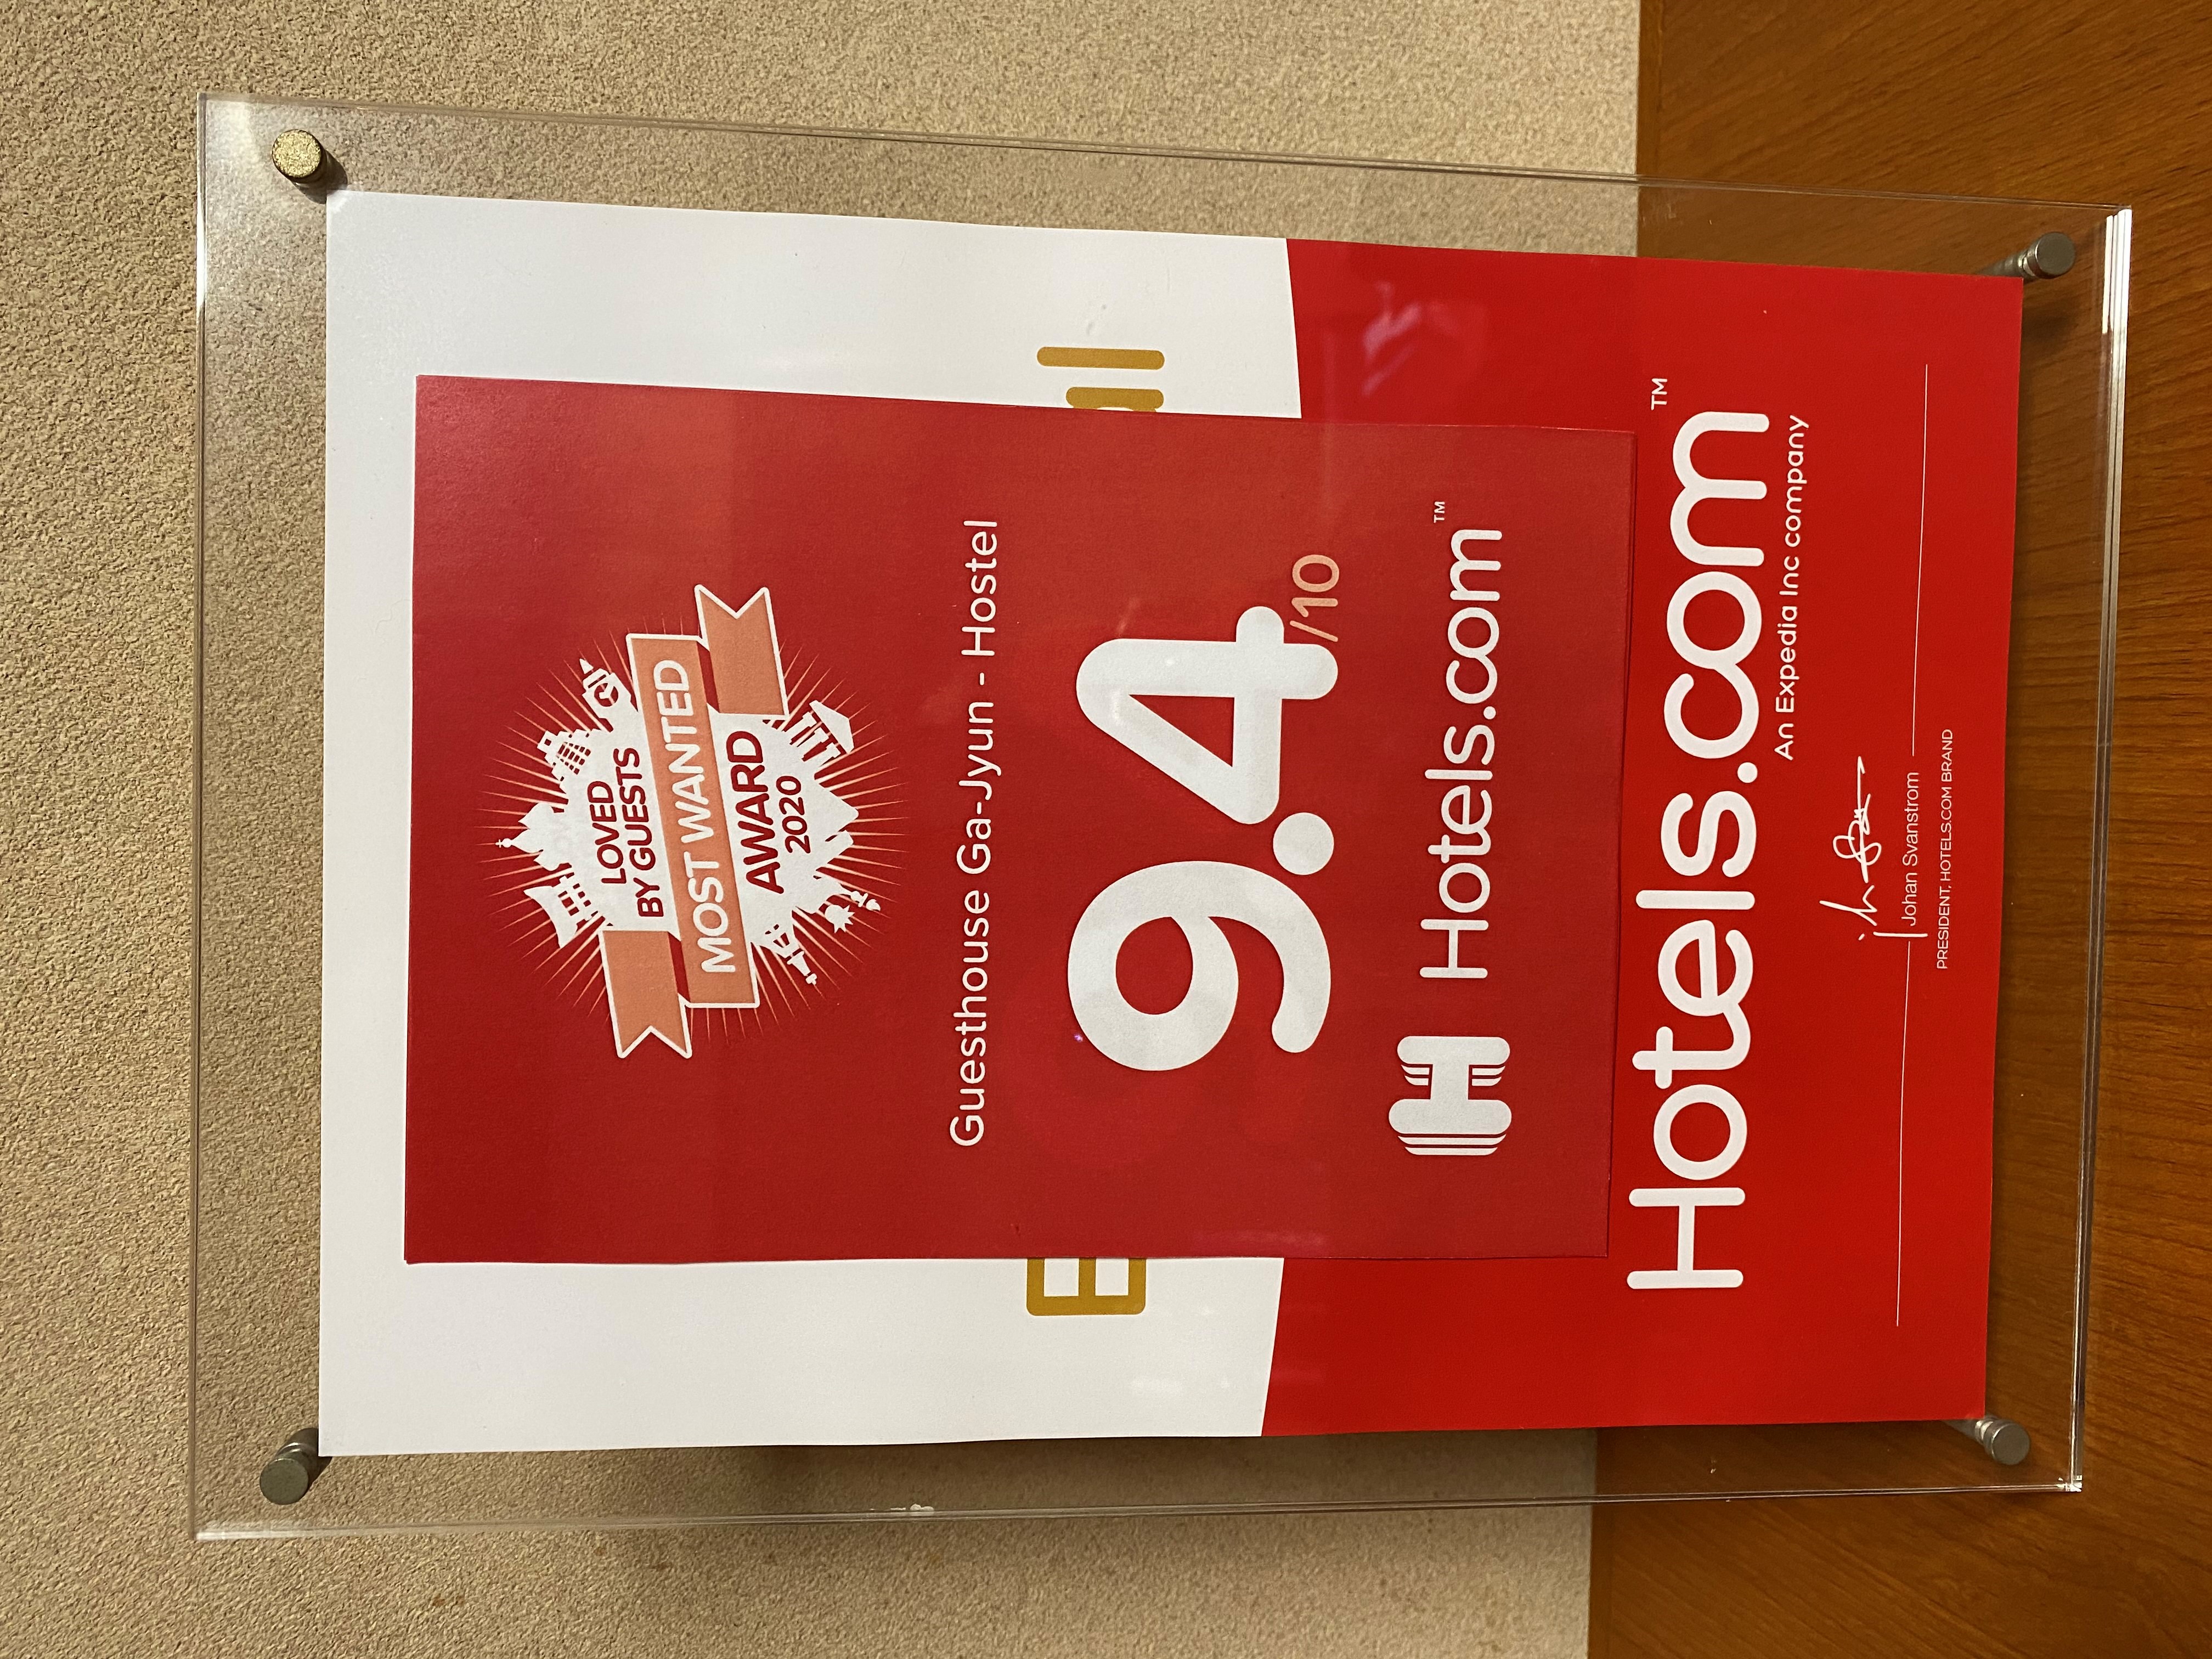 LOVED
BY GUESTS
MOST WANTED
AWARD
2020
Guesthouse Ga-Jyun - Hostel
9.4/10
Hotels.com™
Hotels.com™
An Expedia Inc company
Johan Svanstrom
PRESIDENT, HOTELS.COM BRAND